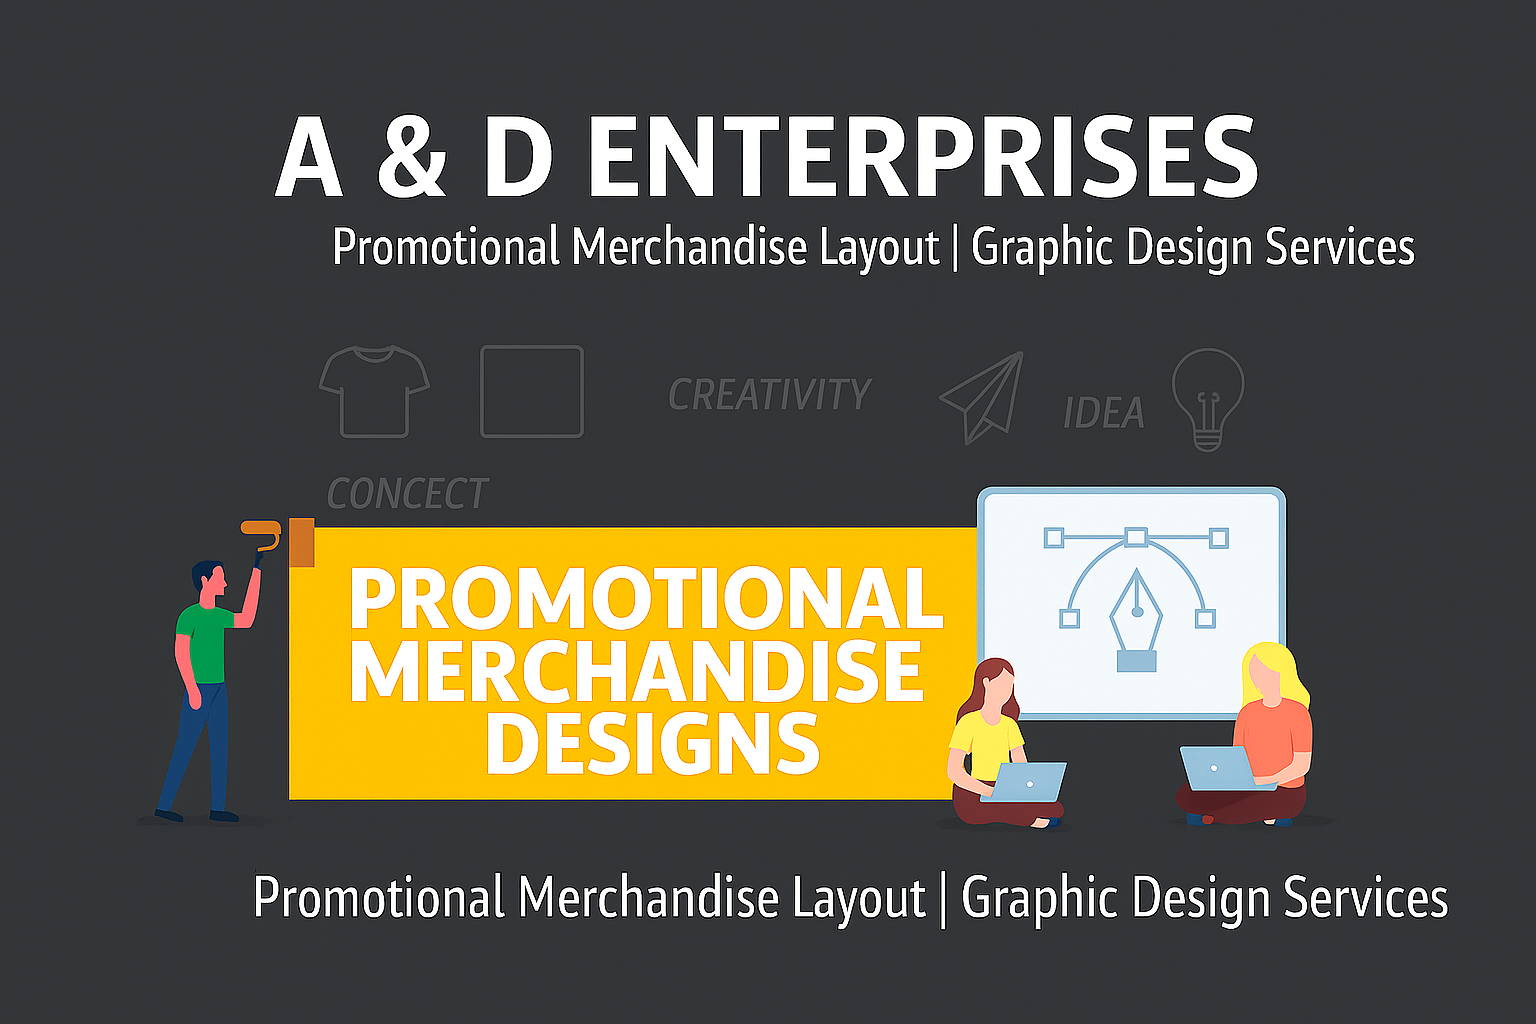 A & D ENTERPRISES
Promotional Merchandise Layout | Graphic Design Services
CREATIVITY
IDEA
CONCECT
PROMOTIONAL
MERCHANDISE
DESIGNS
Promotional Merchandise Layout | Graphic Design Services